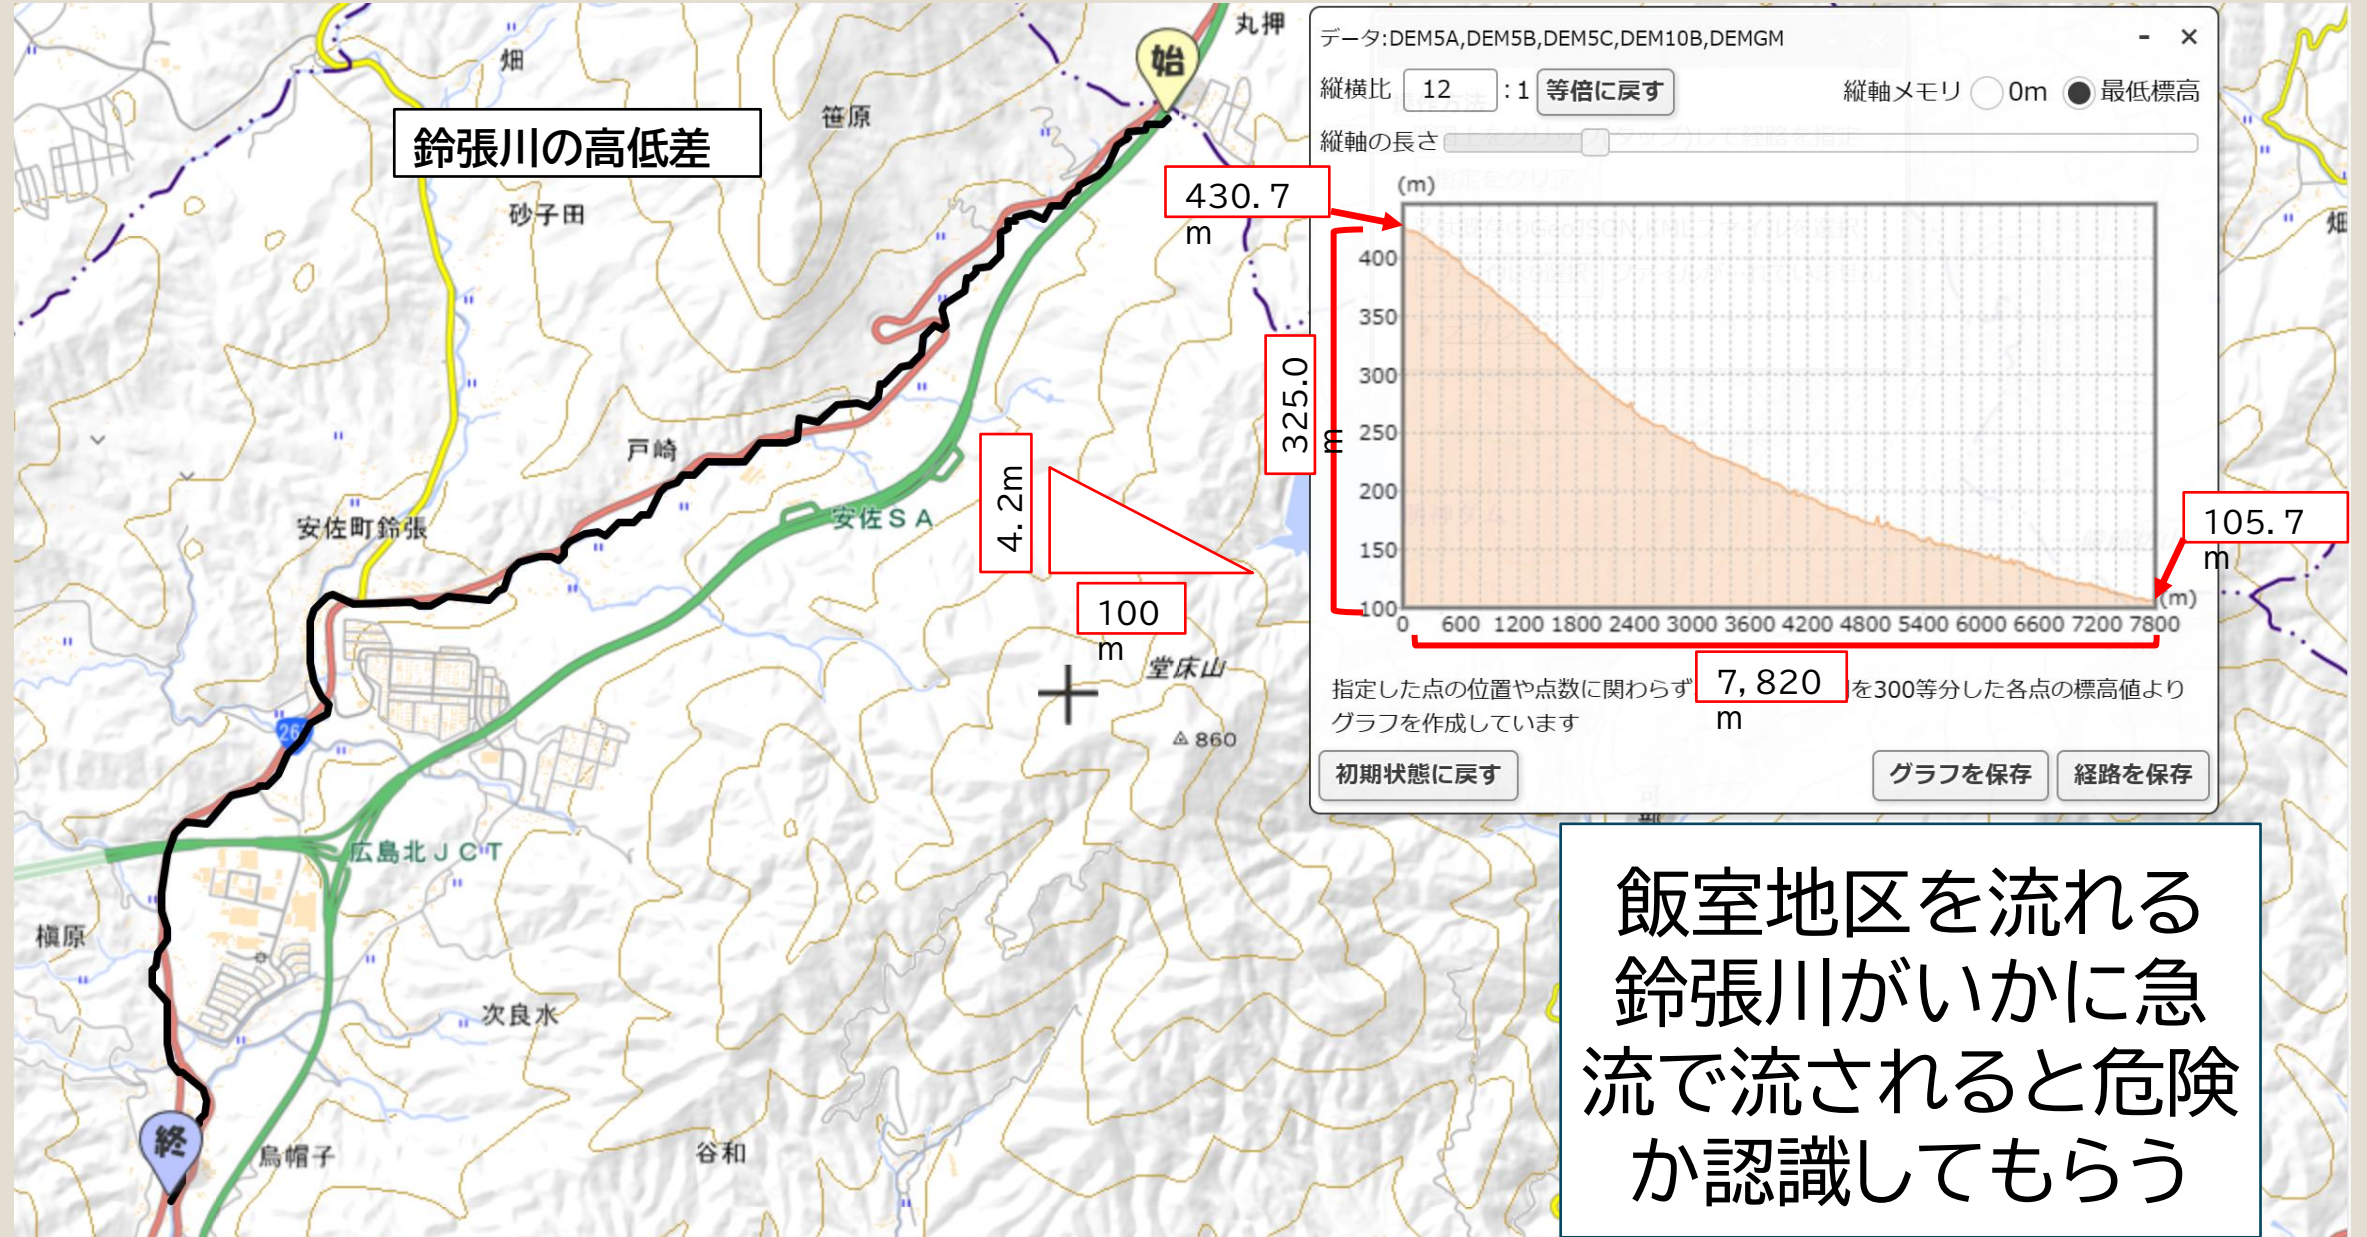 鈴張川の高低差
畑
丸押
笹原
砂子田
戸崎
安佐町鈴張
安佐ＳＡ
堂床山
860
26
広島北ＪＣＴ
槇原
次良水
烏帽子
谷和
畑
始
終
4.2m
100
m
データ:DEM5A,DEM5B,DEM5C,DEM10B,DEMGM
縦横比 12 : 1 等倍に戻す 縦軸メモリ 0m 最低標高
縦軸の長さ
430.7
m
325.0
m
105.7
m
(m)
400
350
300
250
200
150
100
0 600 1200 1800 2400 3000 3600 4200 4800 5400 6000 6600 7200 7800
(m)
7,820
m
指定した点の位置や点数に関わらず を300等分した各点の標高値より
グラフを作成しています
初期状態に戻す グラフを保存 経路を保存
飯室地区を流れる
鈴張川がいかに急
流で流されると危険
か認識してもらう